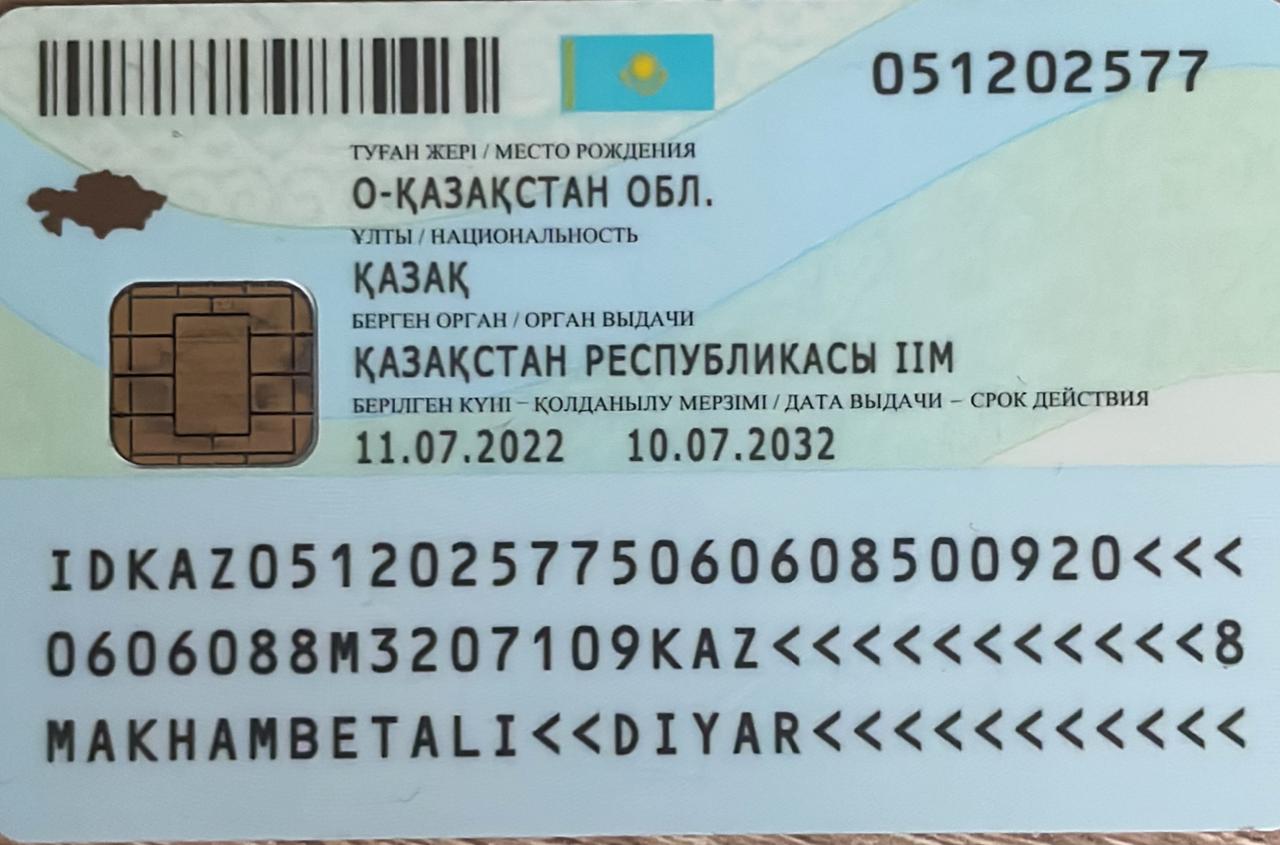 051202577
ТУҒАН ЖЕРІ / МЕСТО РОЖДЕНИЯ
О-ҚАЗАҚСТАН ОБЛ.
ҰЛТЫ / НАЦИОНАЛЬНОСТЬ
ҚАЗАҚ
БЕРГЕН ОРГАН / ОРГАН ВЫДАЧИ
ҚАЗАҚСТАН РЕСПУБЛИКАСЫ ІІМ
БЕРІЛГЕН КҮНІ – ҚОЛДАНЫЛУ МЕРЗІМІ / ДАТА ВЫДАЧИ – СРОК ДЕЙСТВИЯ
11.07.2022 10.07.2032
IDKAZ0512025775060608500920<<<
0606088M3207109KAZ<<<<<<<<<<<8
MAKHAMBETALI<<DIYAR<<<<<<<<<<<